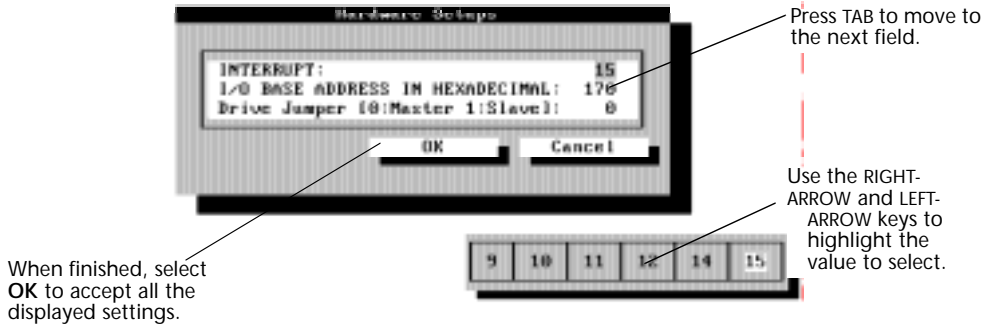 Hardware Setups
Press TAB to move to
the next field.
INTERRUPT: 15
I/O BASE ADDRESS IN HEXADECIMAL: 170
Drive Jumper [0:Master 1:Slave]: 0
OK Cancel
Use the RIGHT-
ARROW and LEFT-
ARROW keys to
highlight the
value to select.
9 10 11 12 14 15
When finished, select
OK to accept all the
displayed settings.